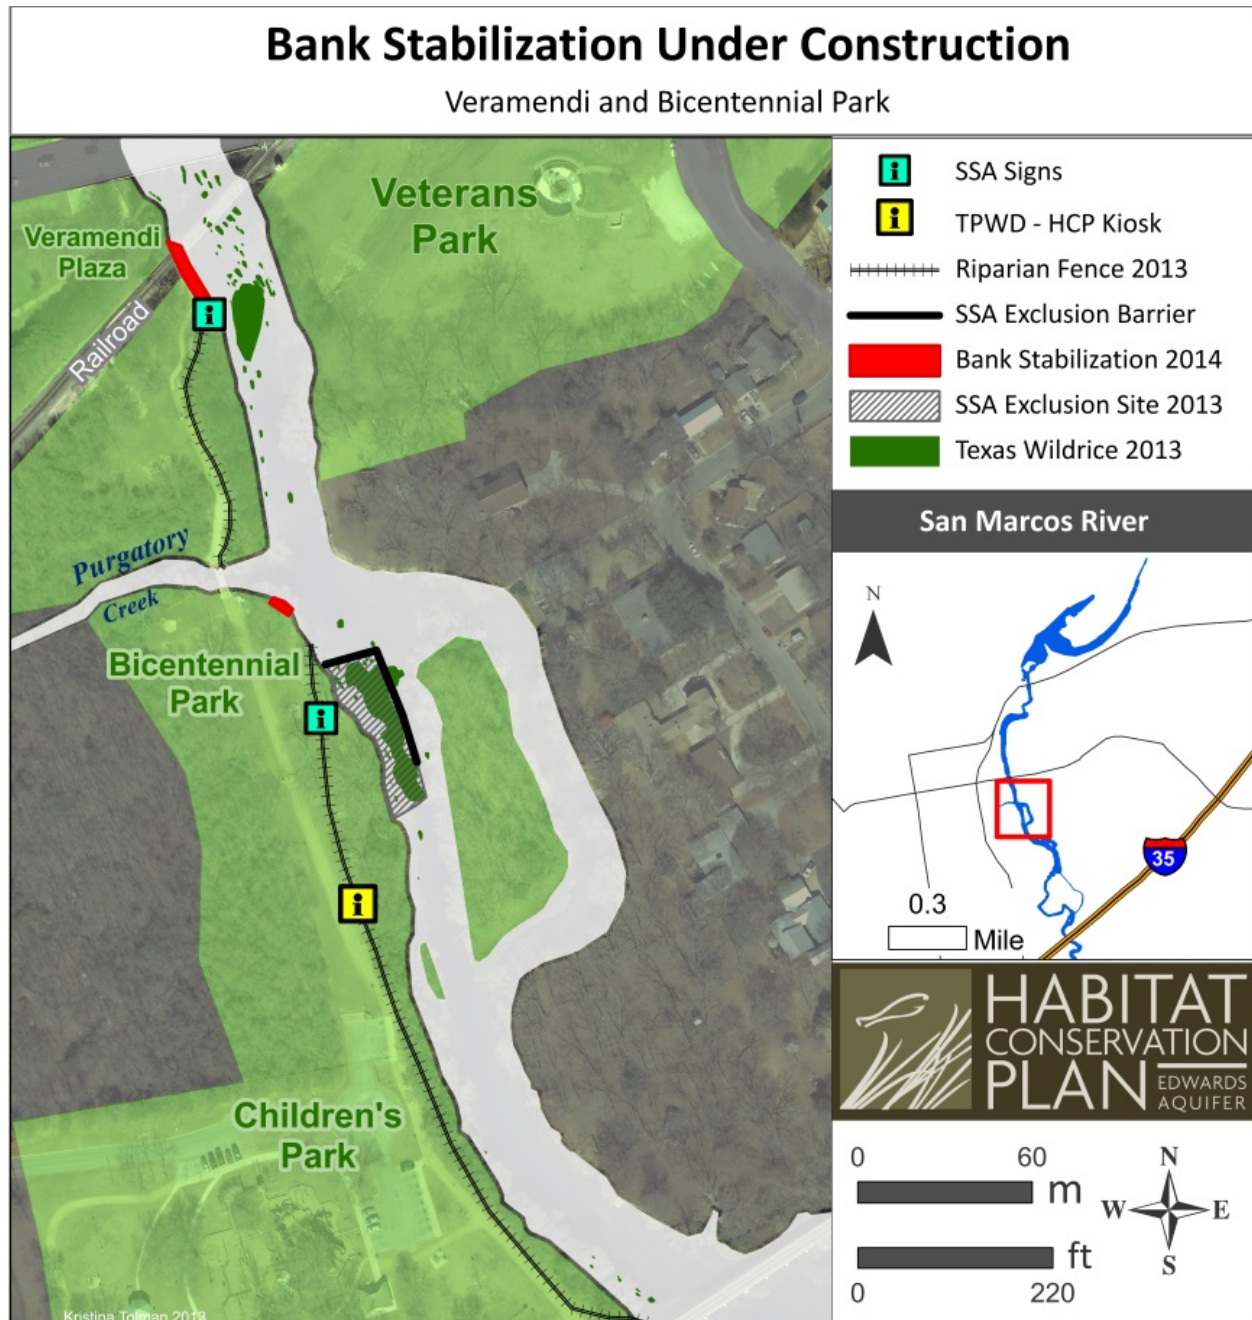 Bank Stabilization Under Construction
Veramendi and Bicentennial Park
Veterans
Park
Veramendi
Plaza
Railroad
Purgatory
Creek
Bicentennial
Park
Children's
Park
Kristina Tolman 2013
SSA Signs
TPWD - HCP Kiosk
Riparian Fence 2013
SSA Exclusion Barrier
Bank Stabilization 2014
SSA Exclusion Site 2013
Texas Wildrice 2013
San Marcos River
N
35
0.3
Mile
HABITAT
CONSERVATION
PLAN EDWARDS
AQUIFER
0 60
m
ft
0 220
N
W E
S